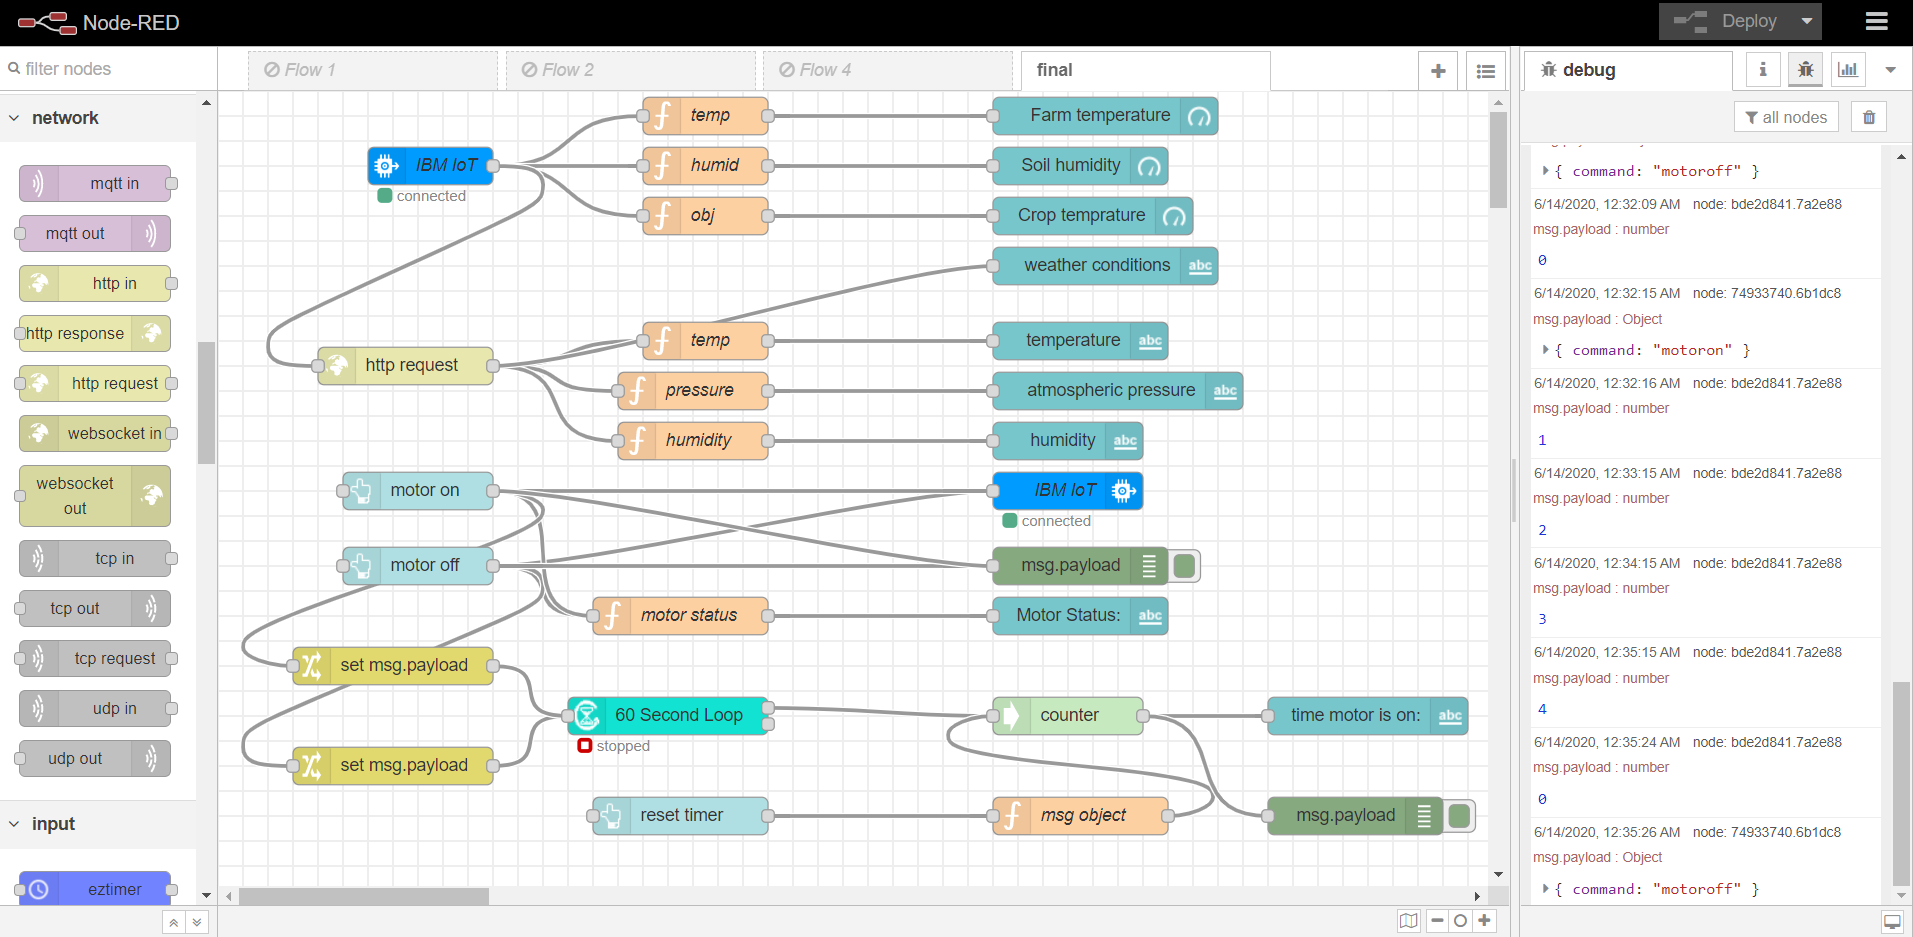 Node-RED
Deploy
filter nodes
Flow 1
Flow 2
Flow 4
final
debug
all nodes
network
mqtt in
mqtt out
http in
http response
http request
websocket in
websocket
out
tcp in
tcp out
tcp request
udp in
udp out
input
eztimer
IBM IoT
connected
temp
humid
obj
Farm temperature
Soil humidity
Crop temprature
weather conditions
abc
http request
temp
pressure
humidity
temperature
abc
atmospheric pressure
abc
humidity
abc
motor on
IBM IoT
connected
motor off
msg.payload
motor status
Motor Status:
abc
set msg.payload
60 Second Loop
stopped
counter
time motor is on:
abc
set msg.payload
reset timer
msg object
msg.payload
{ command: "motoroff" }
6/14/2020, 12:32:09 AM node: bde2d841.7a2e88
msg.payload : number
0
6/14/2020, 12:32:15 AM node: 74933740.6b1dc8
msg.payload : Object
{ command: "motoron" }
6/14/2020, 12:32:16 AM node: bde2d841.7a2e88
msg.payload : number
1
6/14/2020, 12:33:15 AM node: bde2d841.7a2e88
msg.payload : number
2
6/14/2020, 12:34:15 AM node: bde2d841.7a2e88
msg.payload : number
3
6/14/2020, 12:35:15 AM node: bde2d841.7a2e88
msg.payload : number
4
6/14/2020, 12:35:24 AM node: bde2d841.7a2e88
msg.payload : number
0
6/14/2020, 12:35:26 AM node: 74933740.6b1dc8
msg.payload : Object
{ command: "motoroff" }